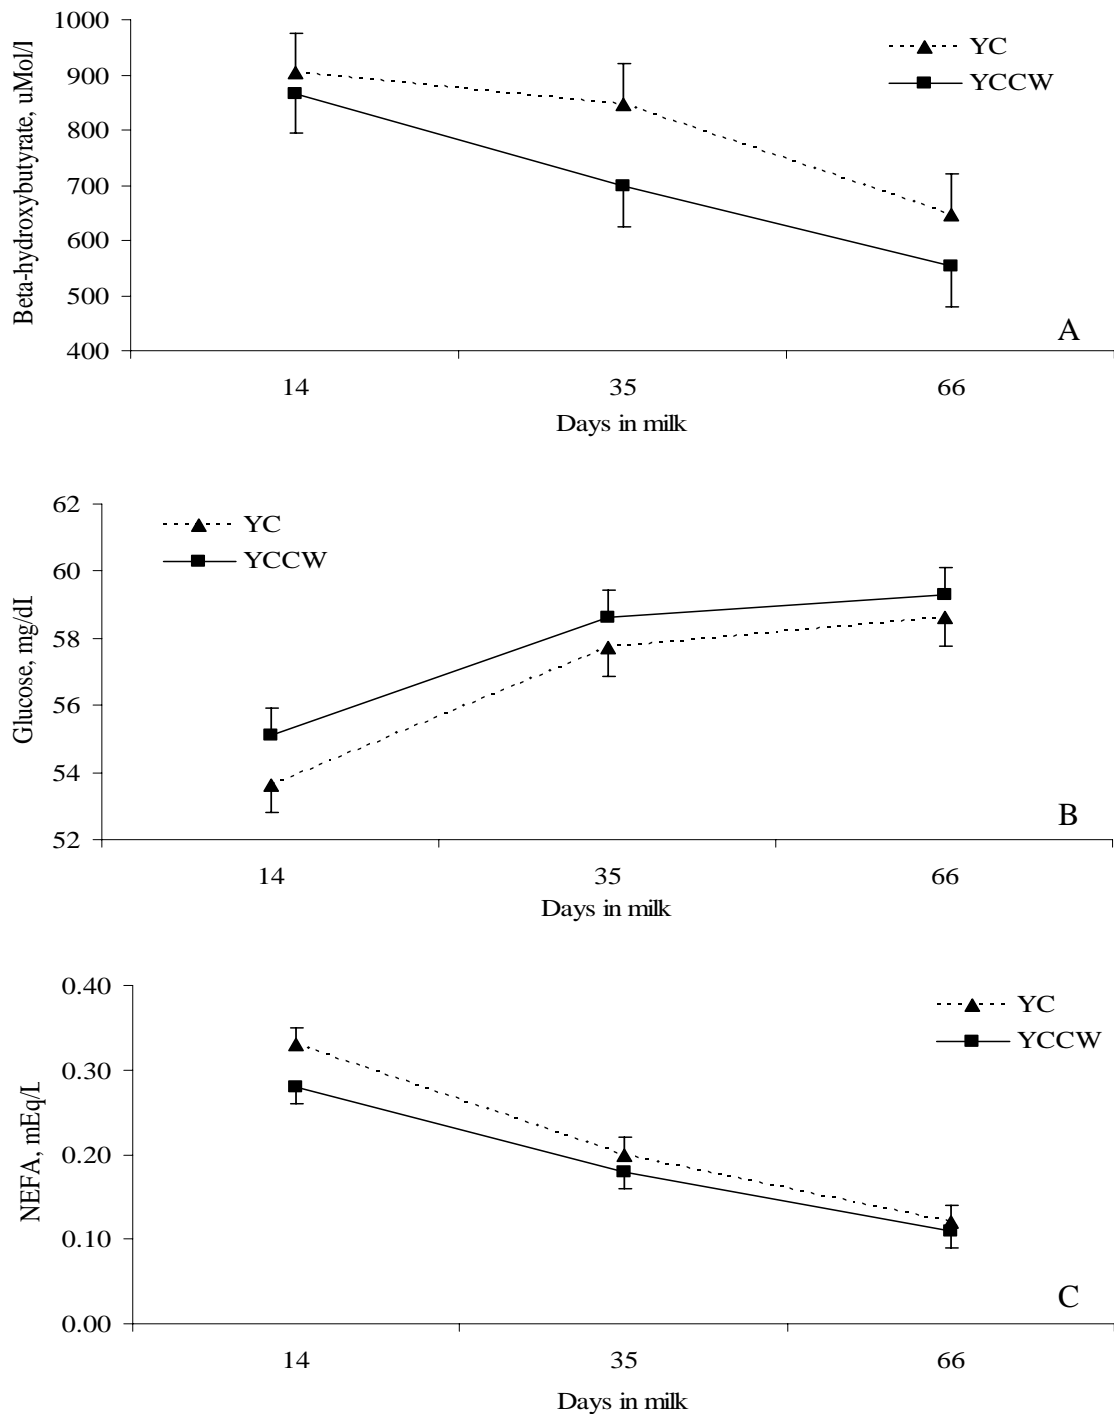 1000
900
800
700
600
500
400
Beta-hydroxybutyrate, uMol/l
YC
YCCW
A
14 35 66
Days in milk
62
60
58
56
54
52
Glucose, mg/dl
YC
YCCW
B
14 35 66
Days in milk
0.40
0.30
0.20
0.10
0.00
NEFA, mEq/L
YC
YCCW
C
14 35 66
Days in milk